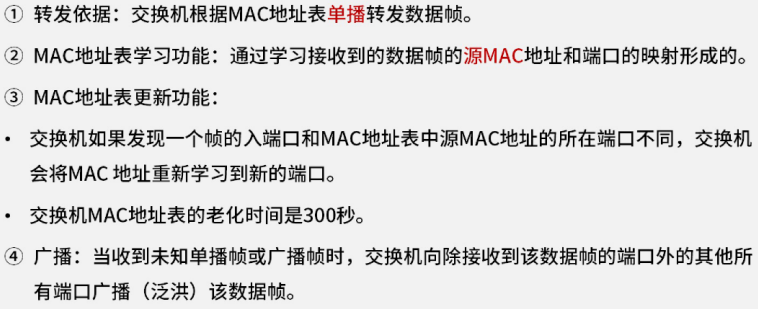 ① 转发依据：交换机根据MAC地址表单播转发数据帧。
② MAC地址表学习功能：通过学习接收到的数据帧的源MAC地址和端口的映射形成的。
③ MAC地址表更新功能：
• 交换机如果发现一个帧的入端口和MAC地址表中源MAC地址的所在端口不同，交换机
会将MAC 地址重新学习到新的端口。
• 交换机MAC地址表的老化时间是300秒。
④ 广播：当收到未知单播帧或广播帧时，交换机向除接收到该数据帧的端口外的其他所
有端口广播（泛洪）该数据帧。